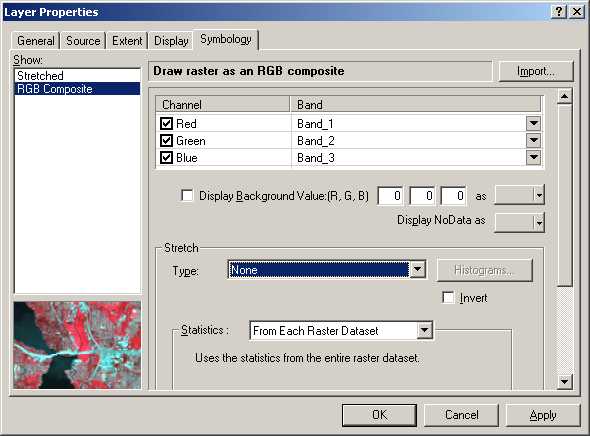 Layer Properties
General Source Extent Display Symbology
Show:
Stretched
RGB Composite
Draw raster as an RGB composite
Import...
Channel Band
Red Band_1
Green Band_2
Blue Band_3
Display Background Value:(R, G, B) 0 0 0 as
Display NoData as
Stretch
Type: None Histograms...
Invert
Statistics : From Each Raster Dataset
Uses the statistics from the entire raster dataset.
OK Cancel Apply